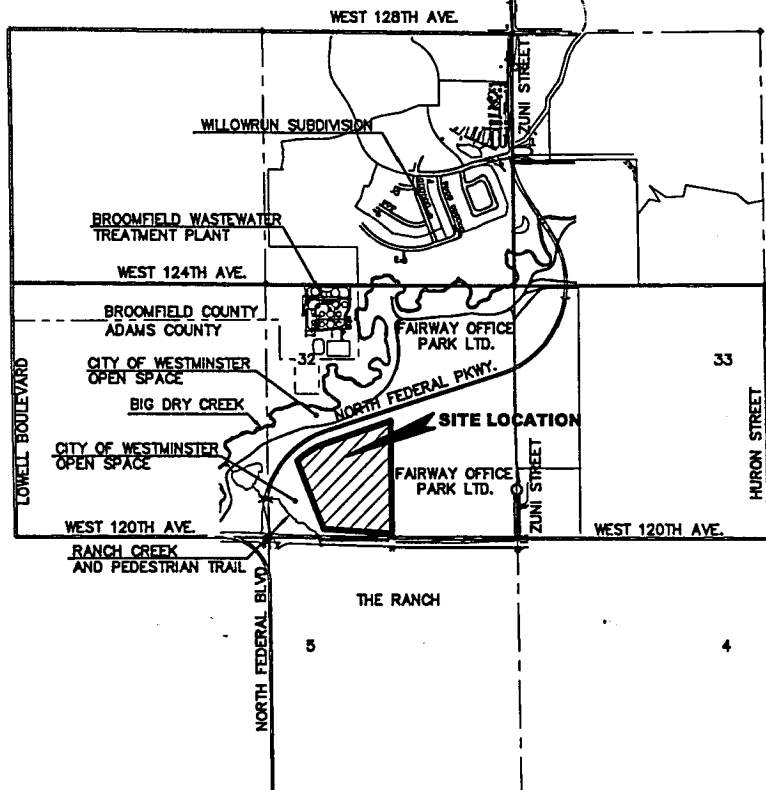 WEST 128TH AVE.
ZUNI STREET
WILLOWRUN SUBDIVISION
BROOMFIELD WASTEWATER
TREATMENT PLANT
WEST 124TH AVE.
BROOMFIELD COUNTY
ADAMS COUNTY
FAIRWAY OFFICE
PARK LTD.
32
33
CITY OF WESTMINSTER
OPEN SPACE
NORTH FEDERAL PKWY.
BIG DRY CREEK
SITE LOCATION
LOWELL BOULEVARD
HURON STREET
CITY OF WESTMINSTER
OPEN SPACE
FAIRWAY OFFICE
PARK LTD.
ZUNI STREET
WEST 120TH AVE.
WEST 120TH AVE.
RANCH CREEK
AND PEDESTRIAN TRAIL
THE RANCH
NORTH FEDERAL BLVD.
5
4